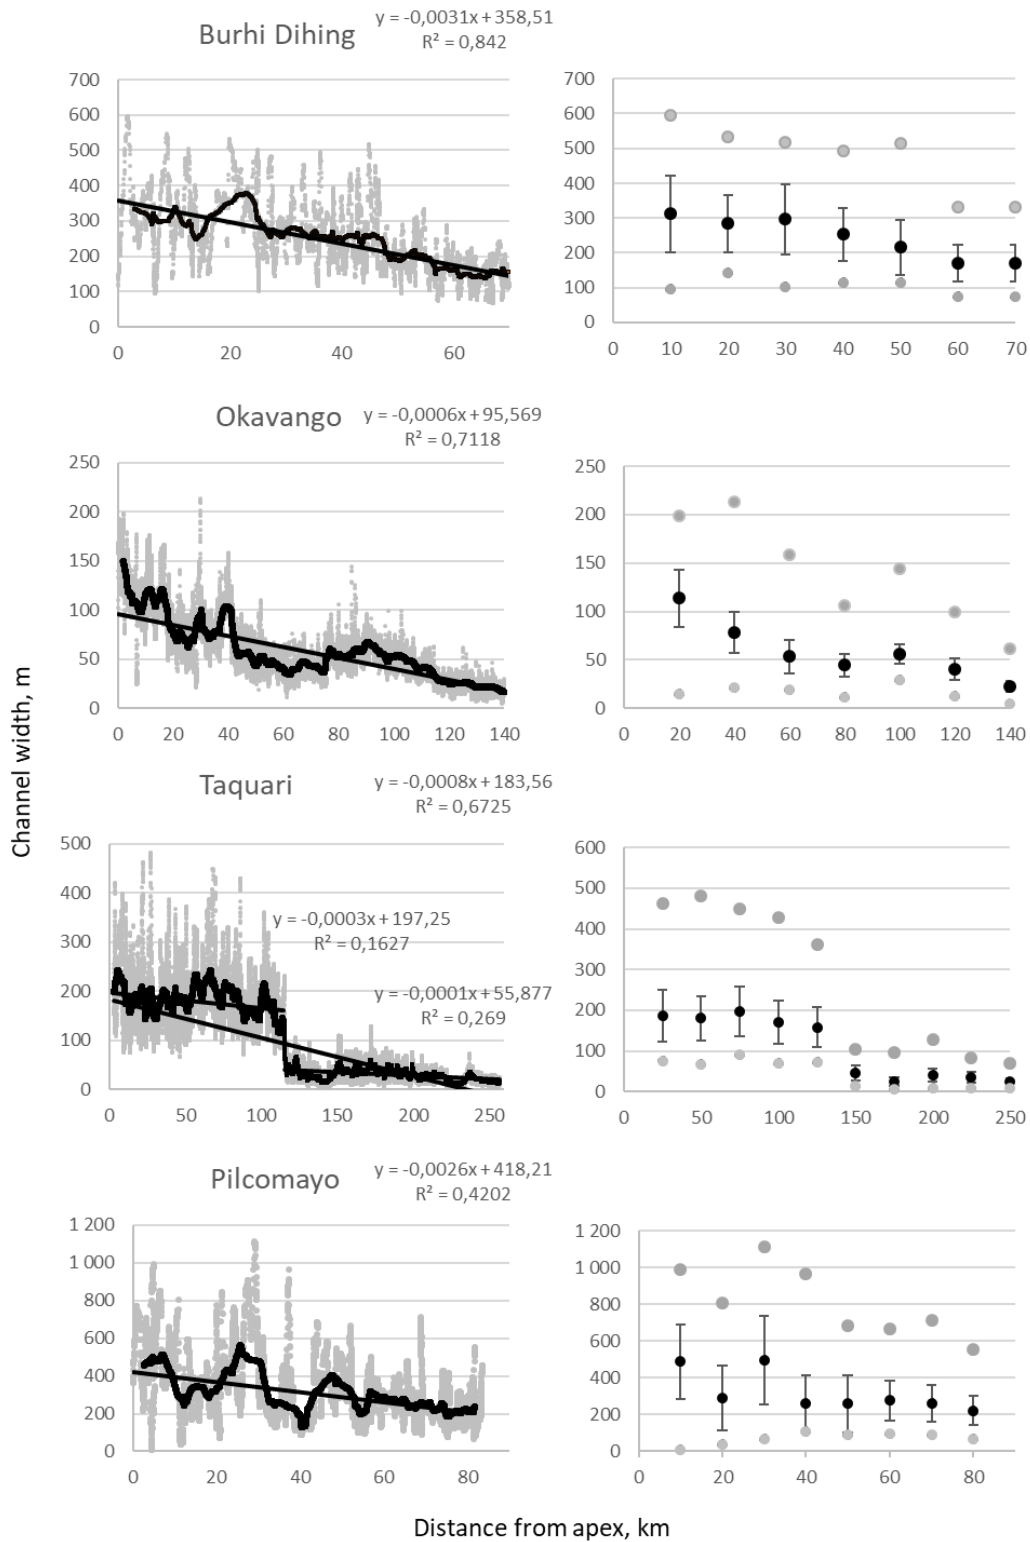 Burhi Dihing
y = -0,0031x + 358,51
R² = 0,842
700
600
500
400
300
200
100
0
0 20 40 60
700
600
500
400
300
200
100
0
0 10 20 30 40 50 60 70
Okavango
y = -0,0006x + 95,569
R² = 0,7118
250
200
150
100
50
0
0 20 40 60 80 100 120 140
250
200
150
100
50
0
0 20 40 60 80 100 120 140
Channel width, m
Taquari
y = -0,0008x + 183,56
R² = 0,6725
500
400
300
200
100
0
y = -0,0003x + 197,25
R² = 0,1627
y = -0,0001x + 55,877
R² = 0,269
0 50 100 150 200 250
600
500
400
300
200
100
0
0 50 100 150 200 250
Pilcomayo
y = -0,0026x + 418,21
R² = 0,4202
1 200
1 000
800
600
400
200
0
0 20 40 60 80
1 200
1 000
800
600
400
200
0
0 20 40 60 80
Distance from apex, km